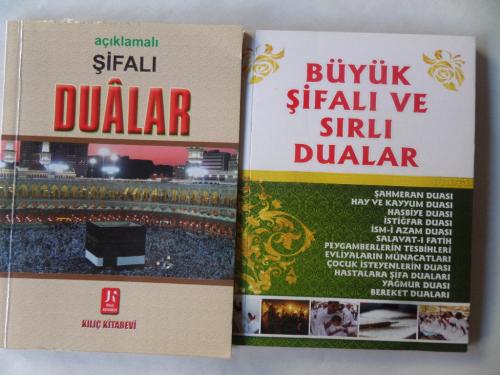 açıklamalı
ŞİFALI
DUÂLAR
KILIÇ KITABEVİ
BÜYÜK
ŞİFALI VE
SIRLI
DUALAR
ŞAHMERAN DUASI
HAY VE KAYYUM DUASI
HASBİYE DUASI
İSTİĞFAR DUASI
İSM-İ AZAM DUASI
SALAVAT-I FATİH
PEYGAMBERLERİN TESBİHLERİ
EVLİYALARIN MÜNACATLARI
ÇOCUK İSTEYENLERİN DUASI
HASTALARA ŞİFA DUALARI
YAĞMUR DUASI
BEREKET DUALARI